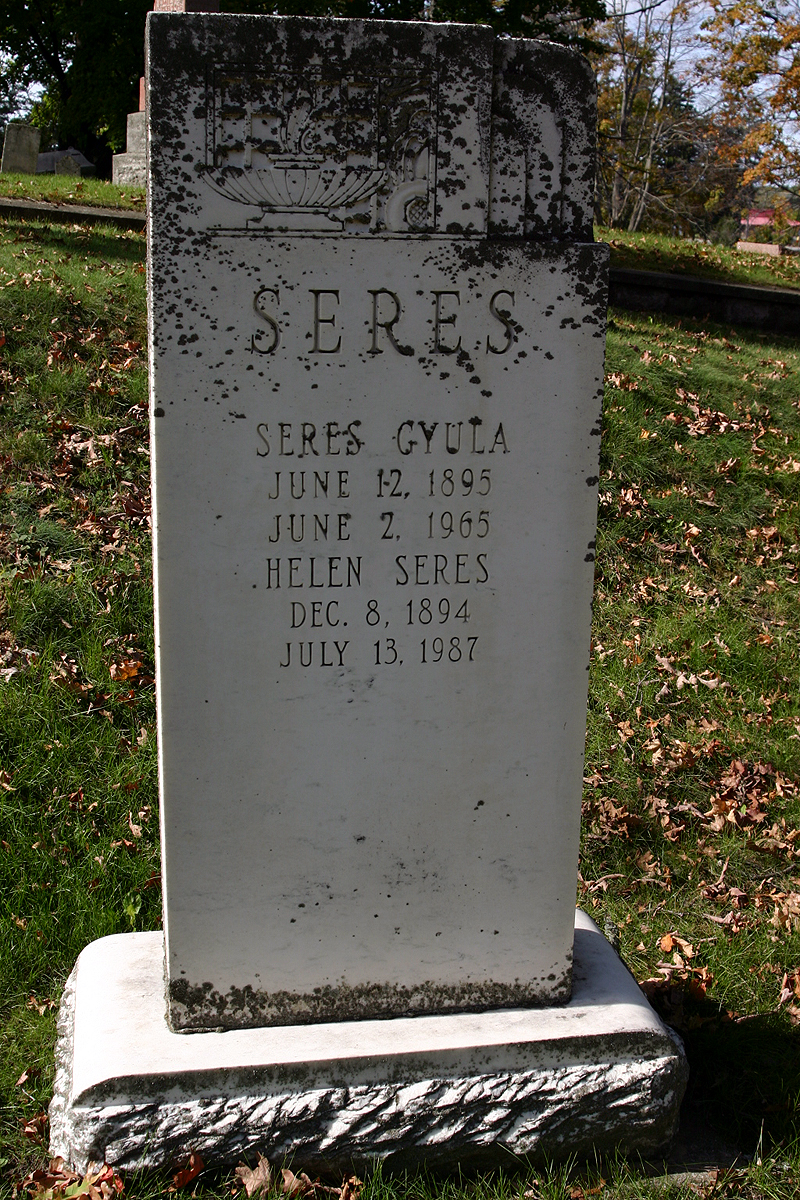 SERES
SERES GYULA
JUNE 12, 1895
JUNE 2, 1965
HELEN SERES
DEC. 8, 1894
JULY 13, 1987